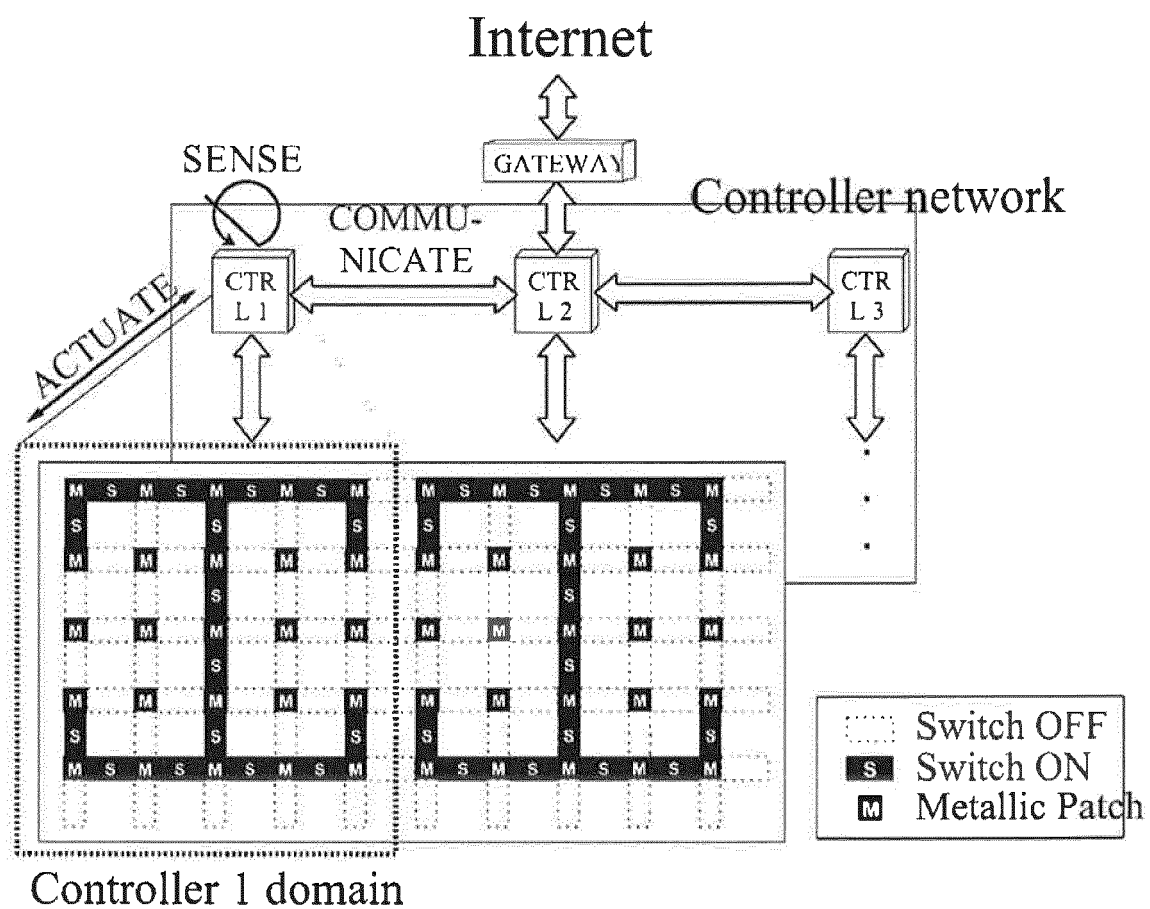 Internet
GATEWAY
SENSE
Controller network
COMMU-
NICATE
CTR
L 1
CTR
L 2
CTR
L 3
ACTUATE
M S M S M S M S M M S M S M S M S M
S S S S S S
M M M M M M M M M M
S S
M M M M M M M M M M
S S
M M M M M M M M M M
S S S S S S
M S M S M S M S M M S M S M S M S M
Switch OFF
S Switch ON
M Metallic Patch
Controller 1 domain